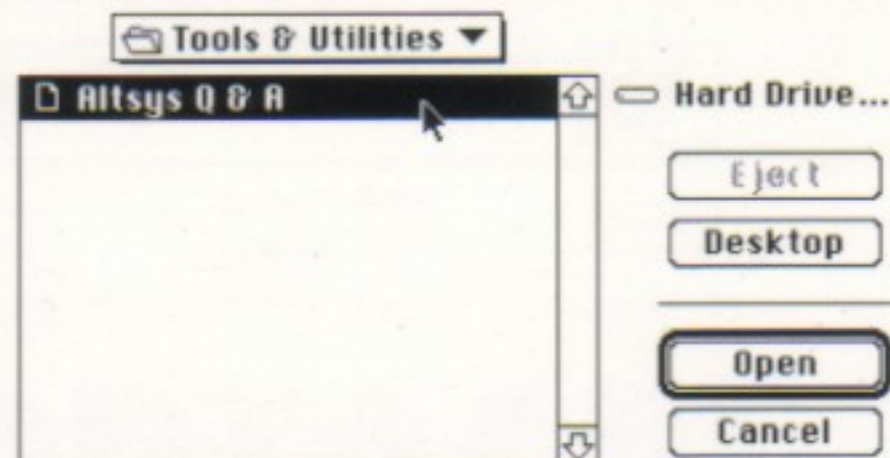 Tools & Utilities
Altsys Q & A
Hard Drive...
Eject
Desktop
Open
Cancel